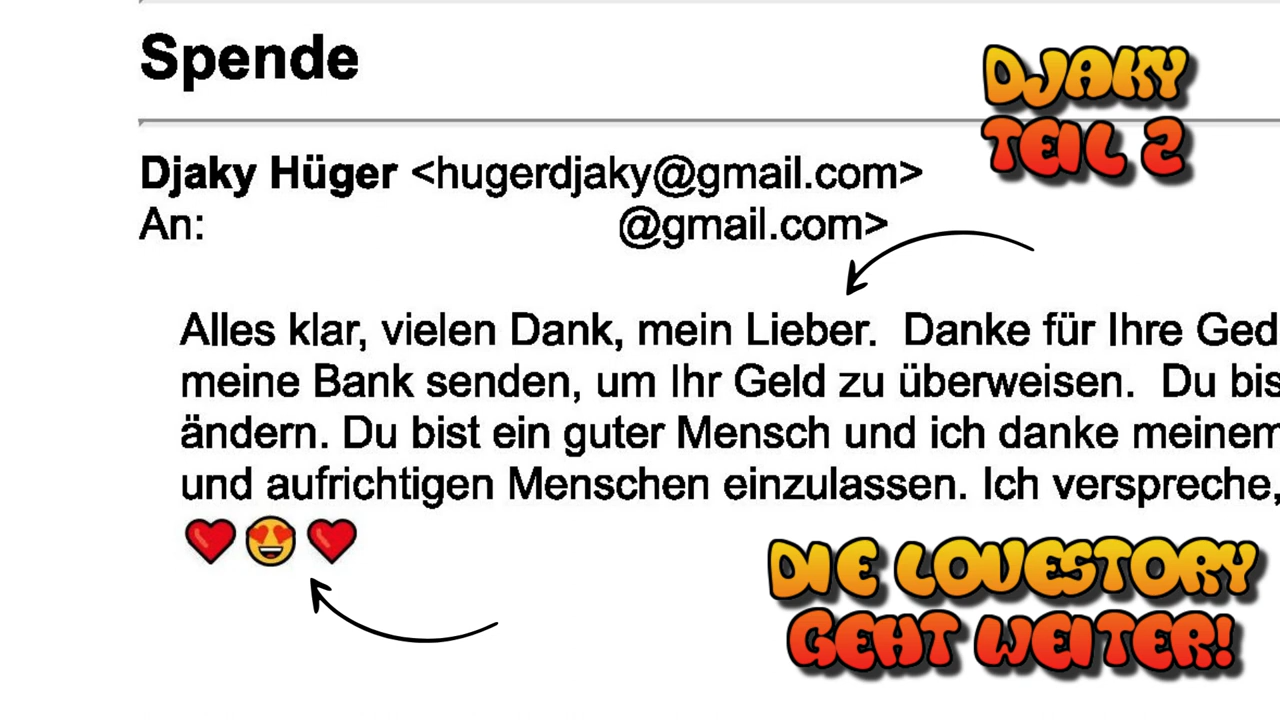 Spende
DJAKY
TEIL 2
Djaky Hüger <hugerdjaky@gmail.com>
An: @gmail.com>
Alles klar, vielen Dank, mein Lieber.  Danke für Ihre Ged
meine Bank senden, um Ihr Geld zu überweisen.  Du bis
ändern. Du bist ein guter Mensch und ich danke meinem
und aufrichtigen Menschen einzulassen. Ich verspreche,
❤️😍❤️
DIE LOVESTORY
GEHT WEITER!